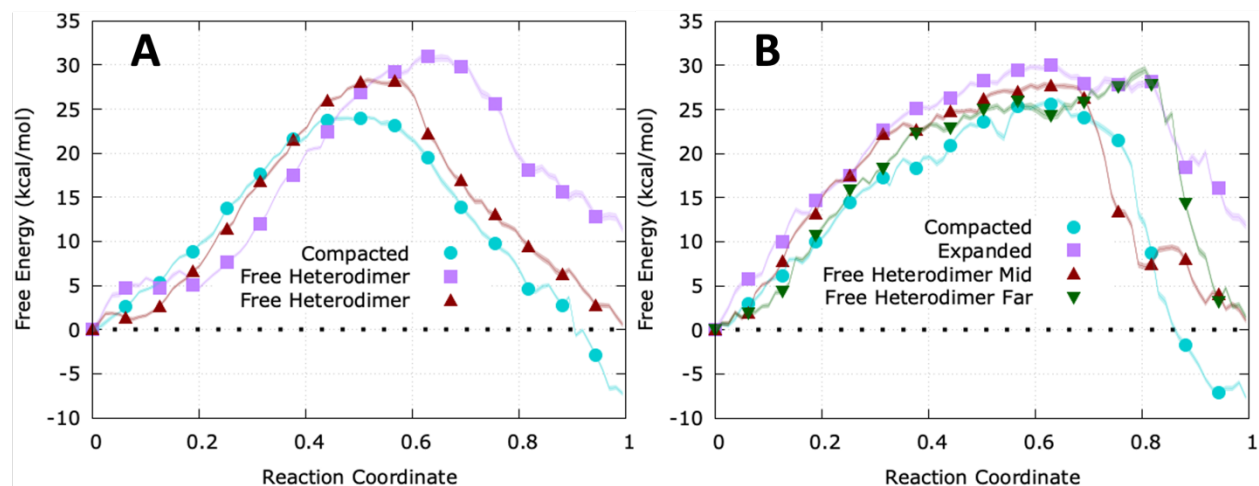 A
35
30
25
20
15
10
5
0
-5
-10
Free Energy (kcal/mol)
Compacted
Free Heterodimer
Free Heterodimer
0 0.2 0.4 0.6 0.8 1
Reaction Coordinate
B
35
30
25
20
15
10
5
0
-5
-10
Free Energy (kcal/mol)
Compacted
Expanded
Free Heterodimer Mid
Free Heterodimer Far
0 0.2 0.4 0.6 0.8 1
Reaction Coordinate